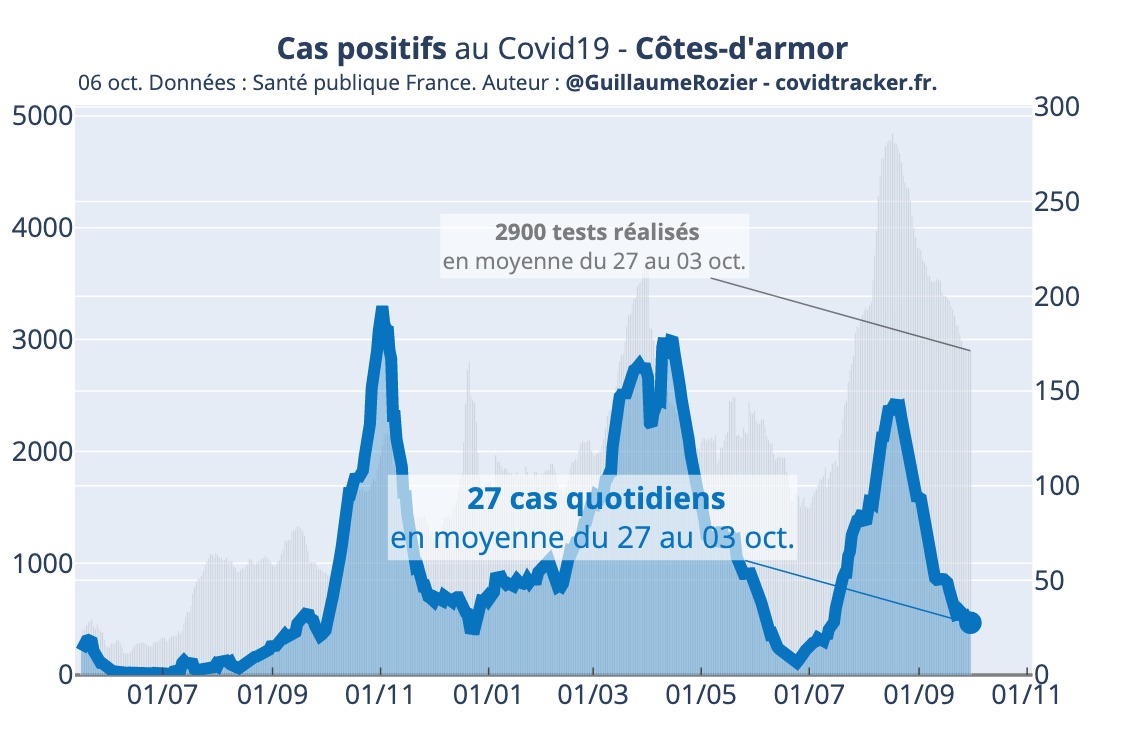 Cas positifs au Covid19 - Côtes-d'armor
06 oct. Données : Santé publique France. Auteur : @GuillaumeRozier - covidtracker.fr.
5000
4000
3000
2000
1000
0
300
250
200
150
100
50
0
2900 tests réalisés
en moyenne du 27 au 03 oct.
27 cas quotidiens
en moyenne du 27 au 03 oct.
01/07 01/09 01/11 01/01 01/03 01/05 01/07 01/09 01/11